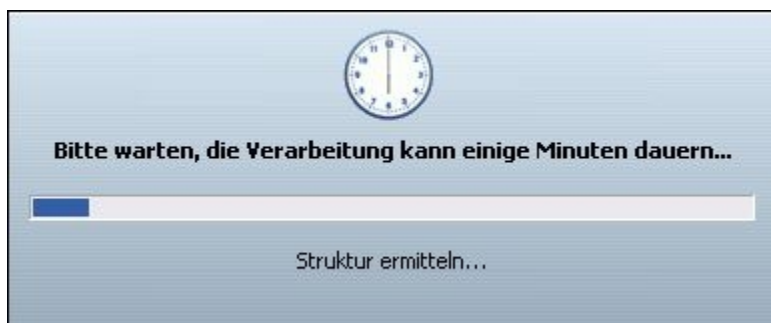 Bitte warten, die Verarbeitung kann einige Minuten dauern...
Struktur ermitteln...